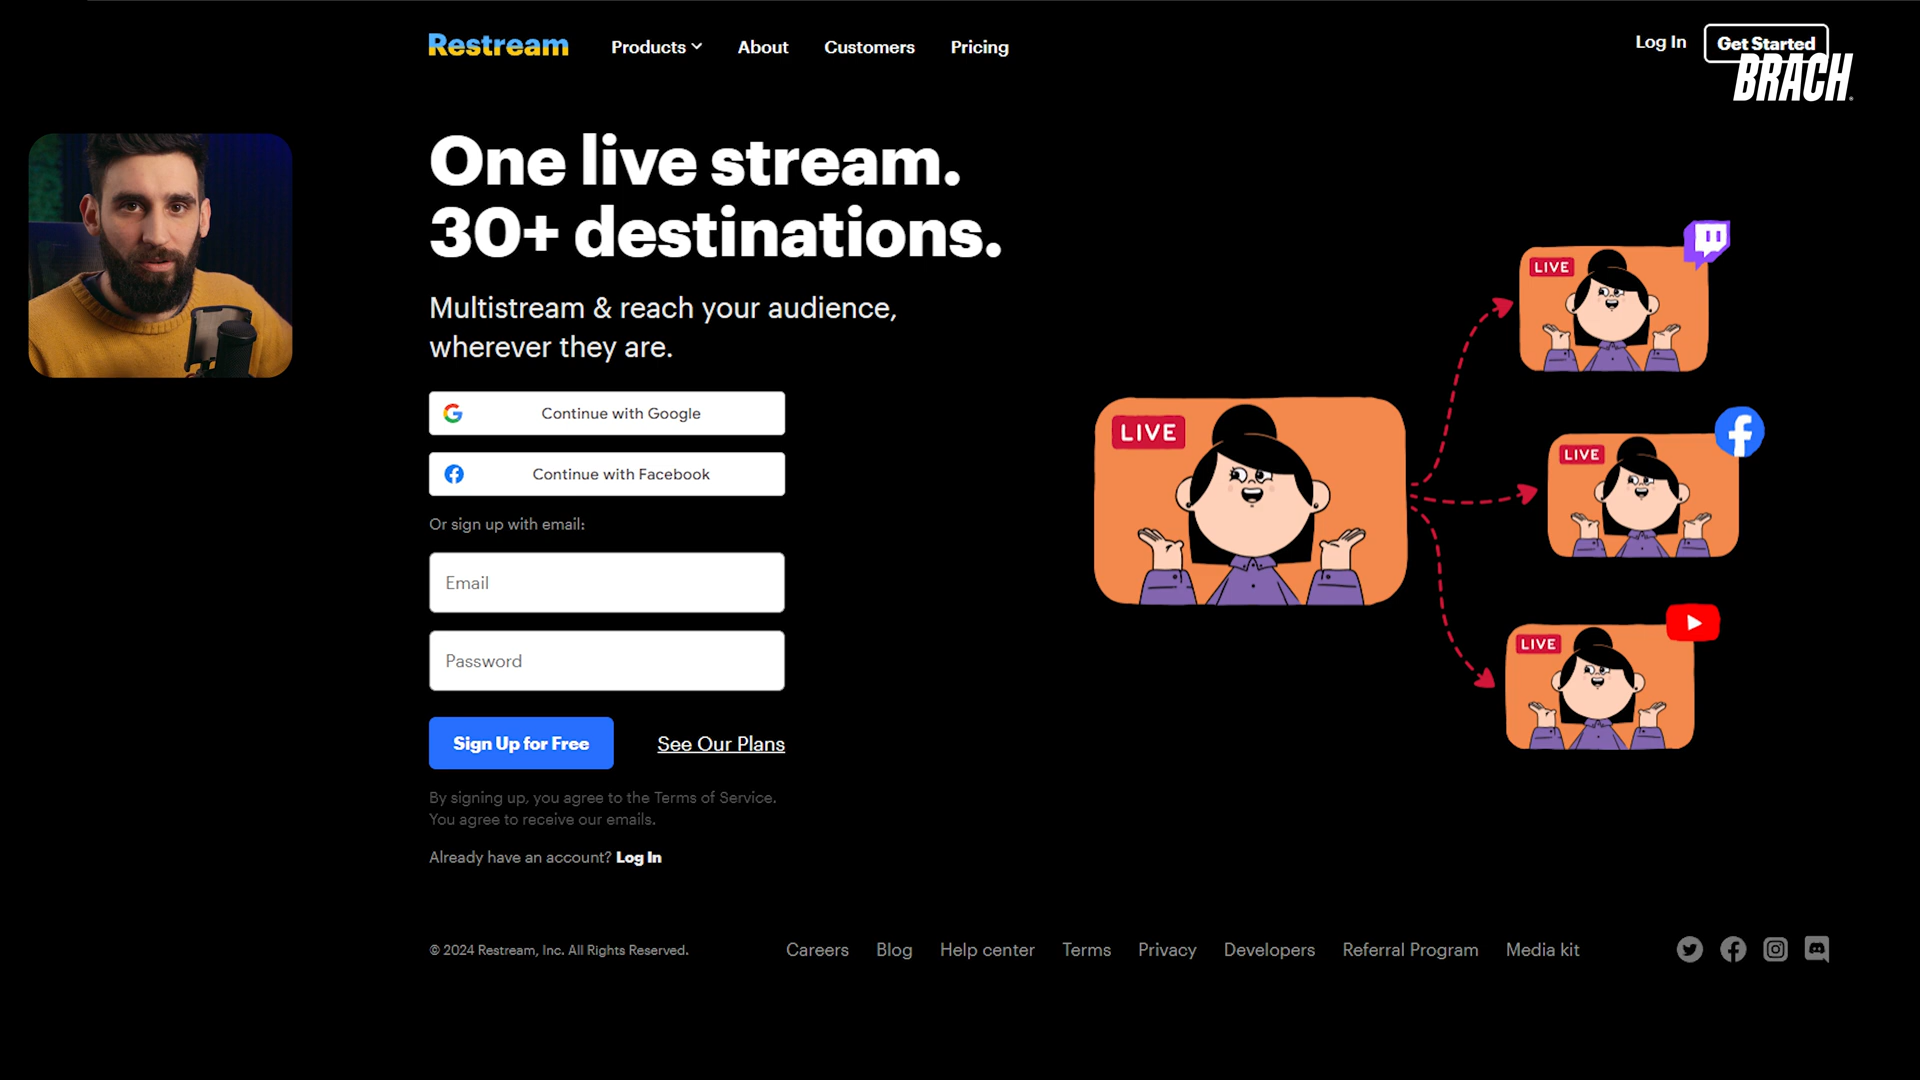 Restream
Products
About
Customers
Pricing
Log In
Get Started
BRACH
One live stream.
30+ destinations.
Multistream & reach your audience,
wherever they are.
Continue with Google
Continue with Facebook
Or sign up with email:
Email
Password
Sign Up for Free
See Our Plans
By signing up, you agree to the Terms of Service.
You agree to receive our emails.
Already have an account? Log In
LIVE
LIVE
LIVE
LIVE
© 2024 Restream, Inc. All Rights Reserved.
Careers
Blog
Help center
Terms
Privacy
Developers
Referral Program
Media kit